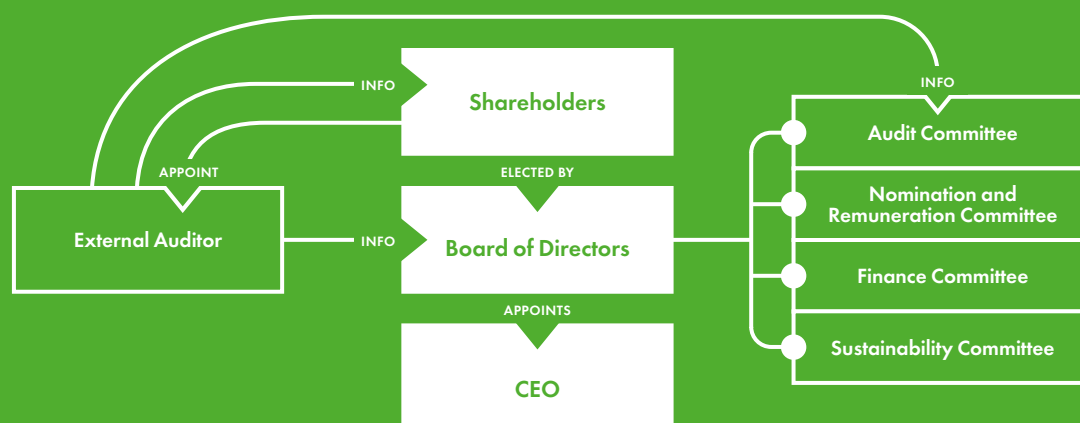 INFO
INFO
Shareholders
Audit Committee
APPOINT
ELECTED BY
Nomination and
Remuneration Committee
External Auditor
INFO
Board of Directors
Finance Committee
APPOINTS
Sustainability Committee
CEO